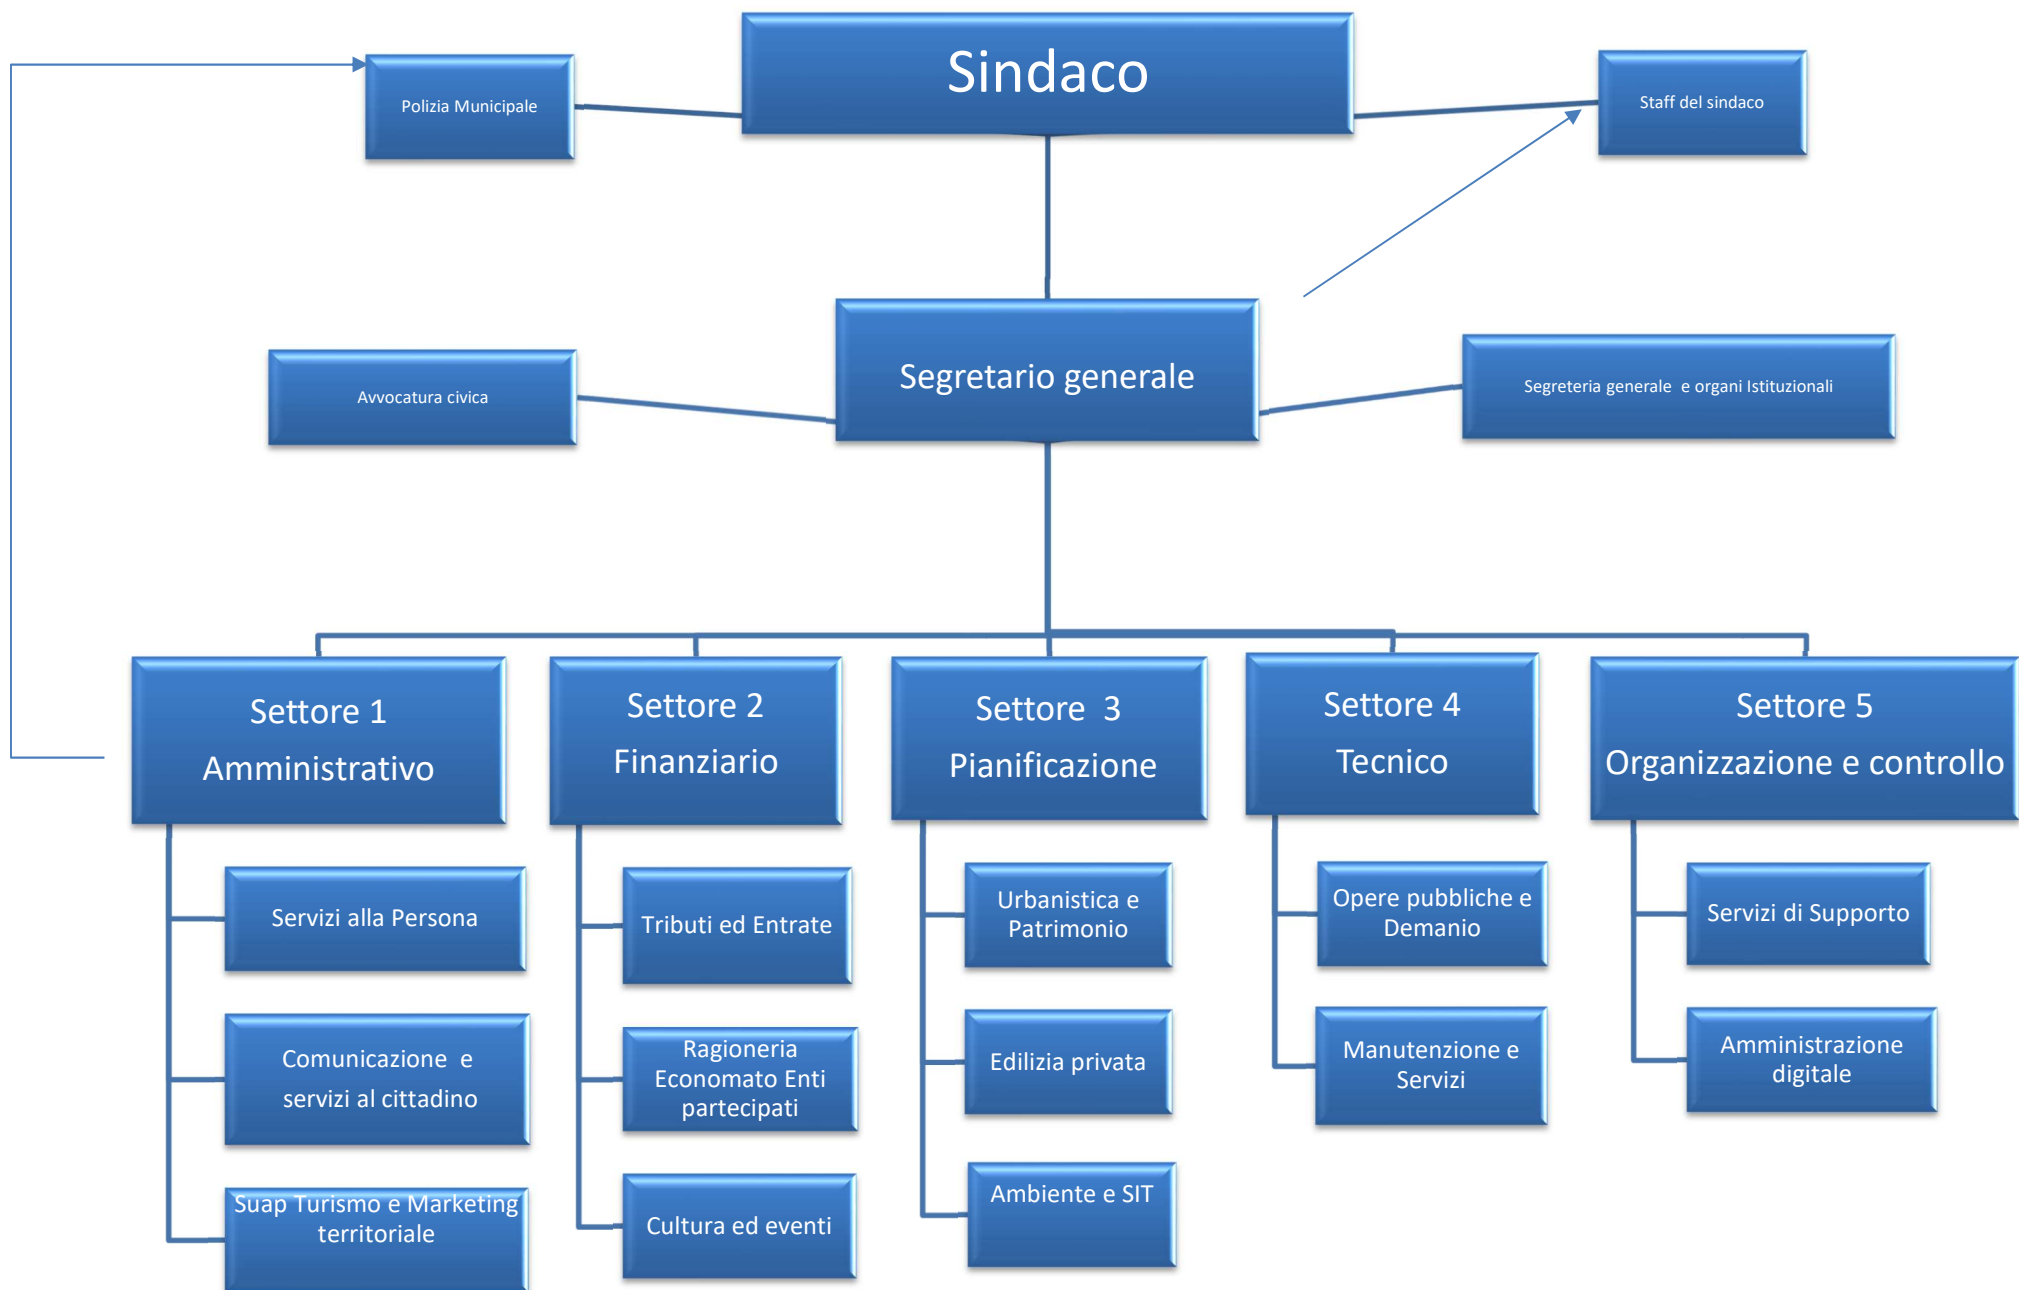 Sindaco
Polizia Municipale
Staff del sindaco
Segretario generale
Avvocatura civica
Segreteria generale  e organi Istituzionali
Settore 1
Amministrativo
Servizi alla Persona
Comunicazione  e
servizi al cittadino
Suap Turismo e Marketing
territoriale
Settore 2
Finanziario
Tributi ed Entrate
Ragioneria
Economato Enti
partecipati
Cultura ed eventi
Settore  3
Pianificazione
Urbanistica e
Patrimonio
Edilizia privata
Ambiente e SIT
Settore 4
Tecnico
Opere pubbliche e
Demanio
Manutenzione e
Servizi
Settore 5
Organizzazione e controllo
Servizi di Supporto
Amministrazione
digitale